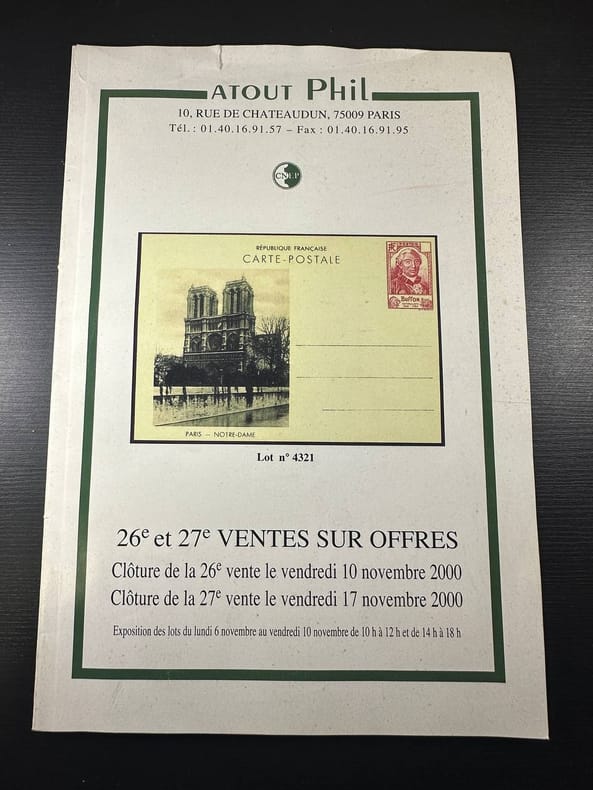 ATOUT Phil
10, RUE DE CHATEAUDUN, 75009 PARIS
Tél. : 01.40.16.91.57 – Fax : 01.40.16.91.95
CNEP
RÉPUBLIQUE FRANÇAISE
CARTE-POSTALE
Buffon
PARIS — NOTRE-DAME
Lot n° 4321
26e et 27e VENTES SUR OFFRES
Clôture de la 26e vente le vendredi 10 novembre 2000
Clôture de la 27e vente le vendredi 17 novembre 2000
Exposition des lots du lundi 6 novembre au vendredi 10 novembre de 10 h à 12 h et de 14 h à 18 h